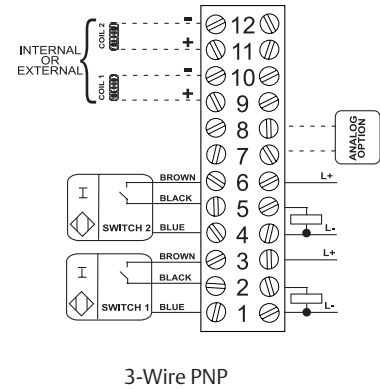 COIL 2
-
+
INTERNAL
OR
EXTERNAL
COIL 1
-
+
12
11
10
9
8
7
6
5
4
3
2
1
ANALOG
OPTION
BROWN
BLACK
SWITCH 2
BLUE
BROWN
BLACK
SWITCH 1
BLUE
L+
L-
L+
L-
3-Wire PNP